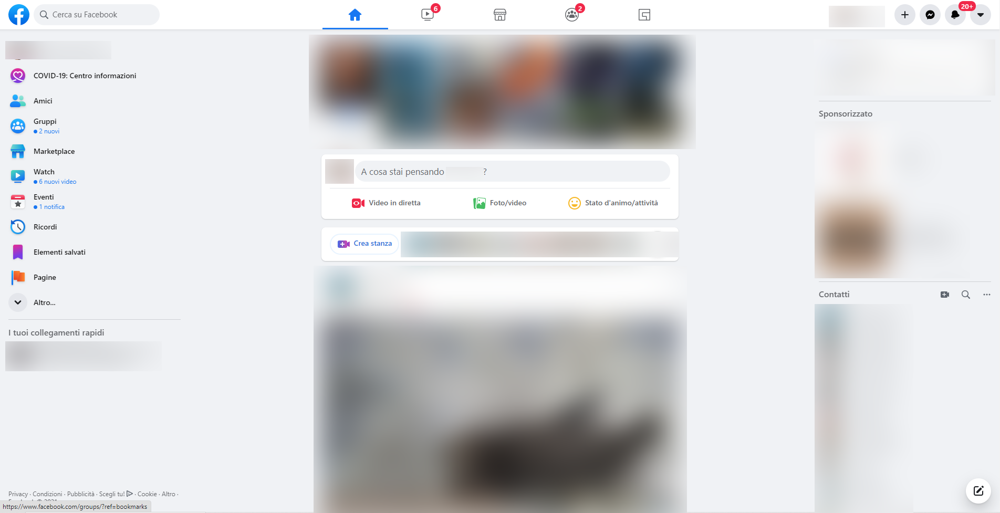 Cerca su Facebook
6
2
20+
COVID-19: Centro informazioni
Amici
Gruppi
2 nuovi
Marketplace
Watch
6 nuovi video
Eventi
1 notifica
Ricordi
Elementi salvati
Pagine
Altro...
I tuoi collegamenti rapidi
Privacy · Condizioni · Pubblicità · Scegli tu! · Cookie · Altro ·
https://www.facebook.com/groups/?ref=bookmarks
A cosa stai pensando ?
Video in diretta
Foto/video
Stato d'animo/attività
Crea stanza
Sponsorizzato
Contatti